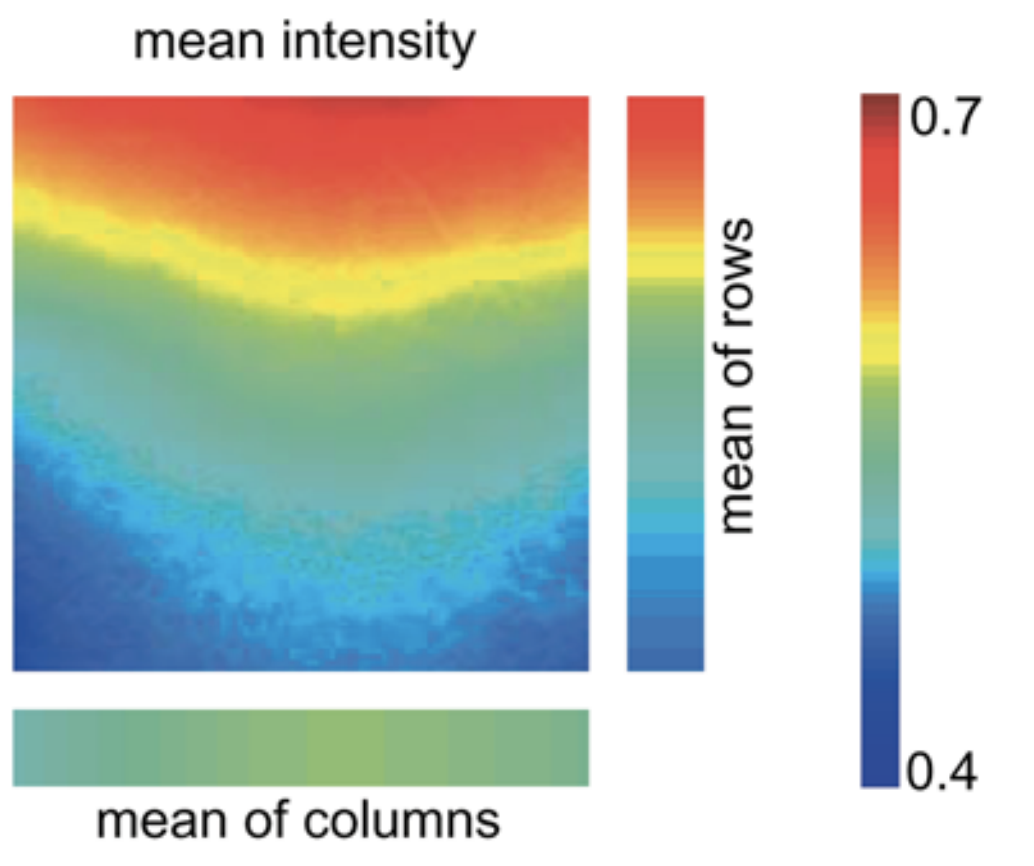 mean intensity
0.7
mean of rows
0.4
mean of columns